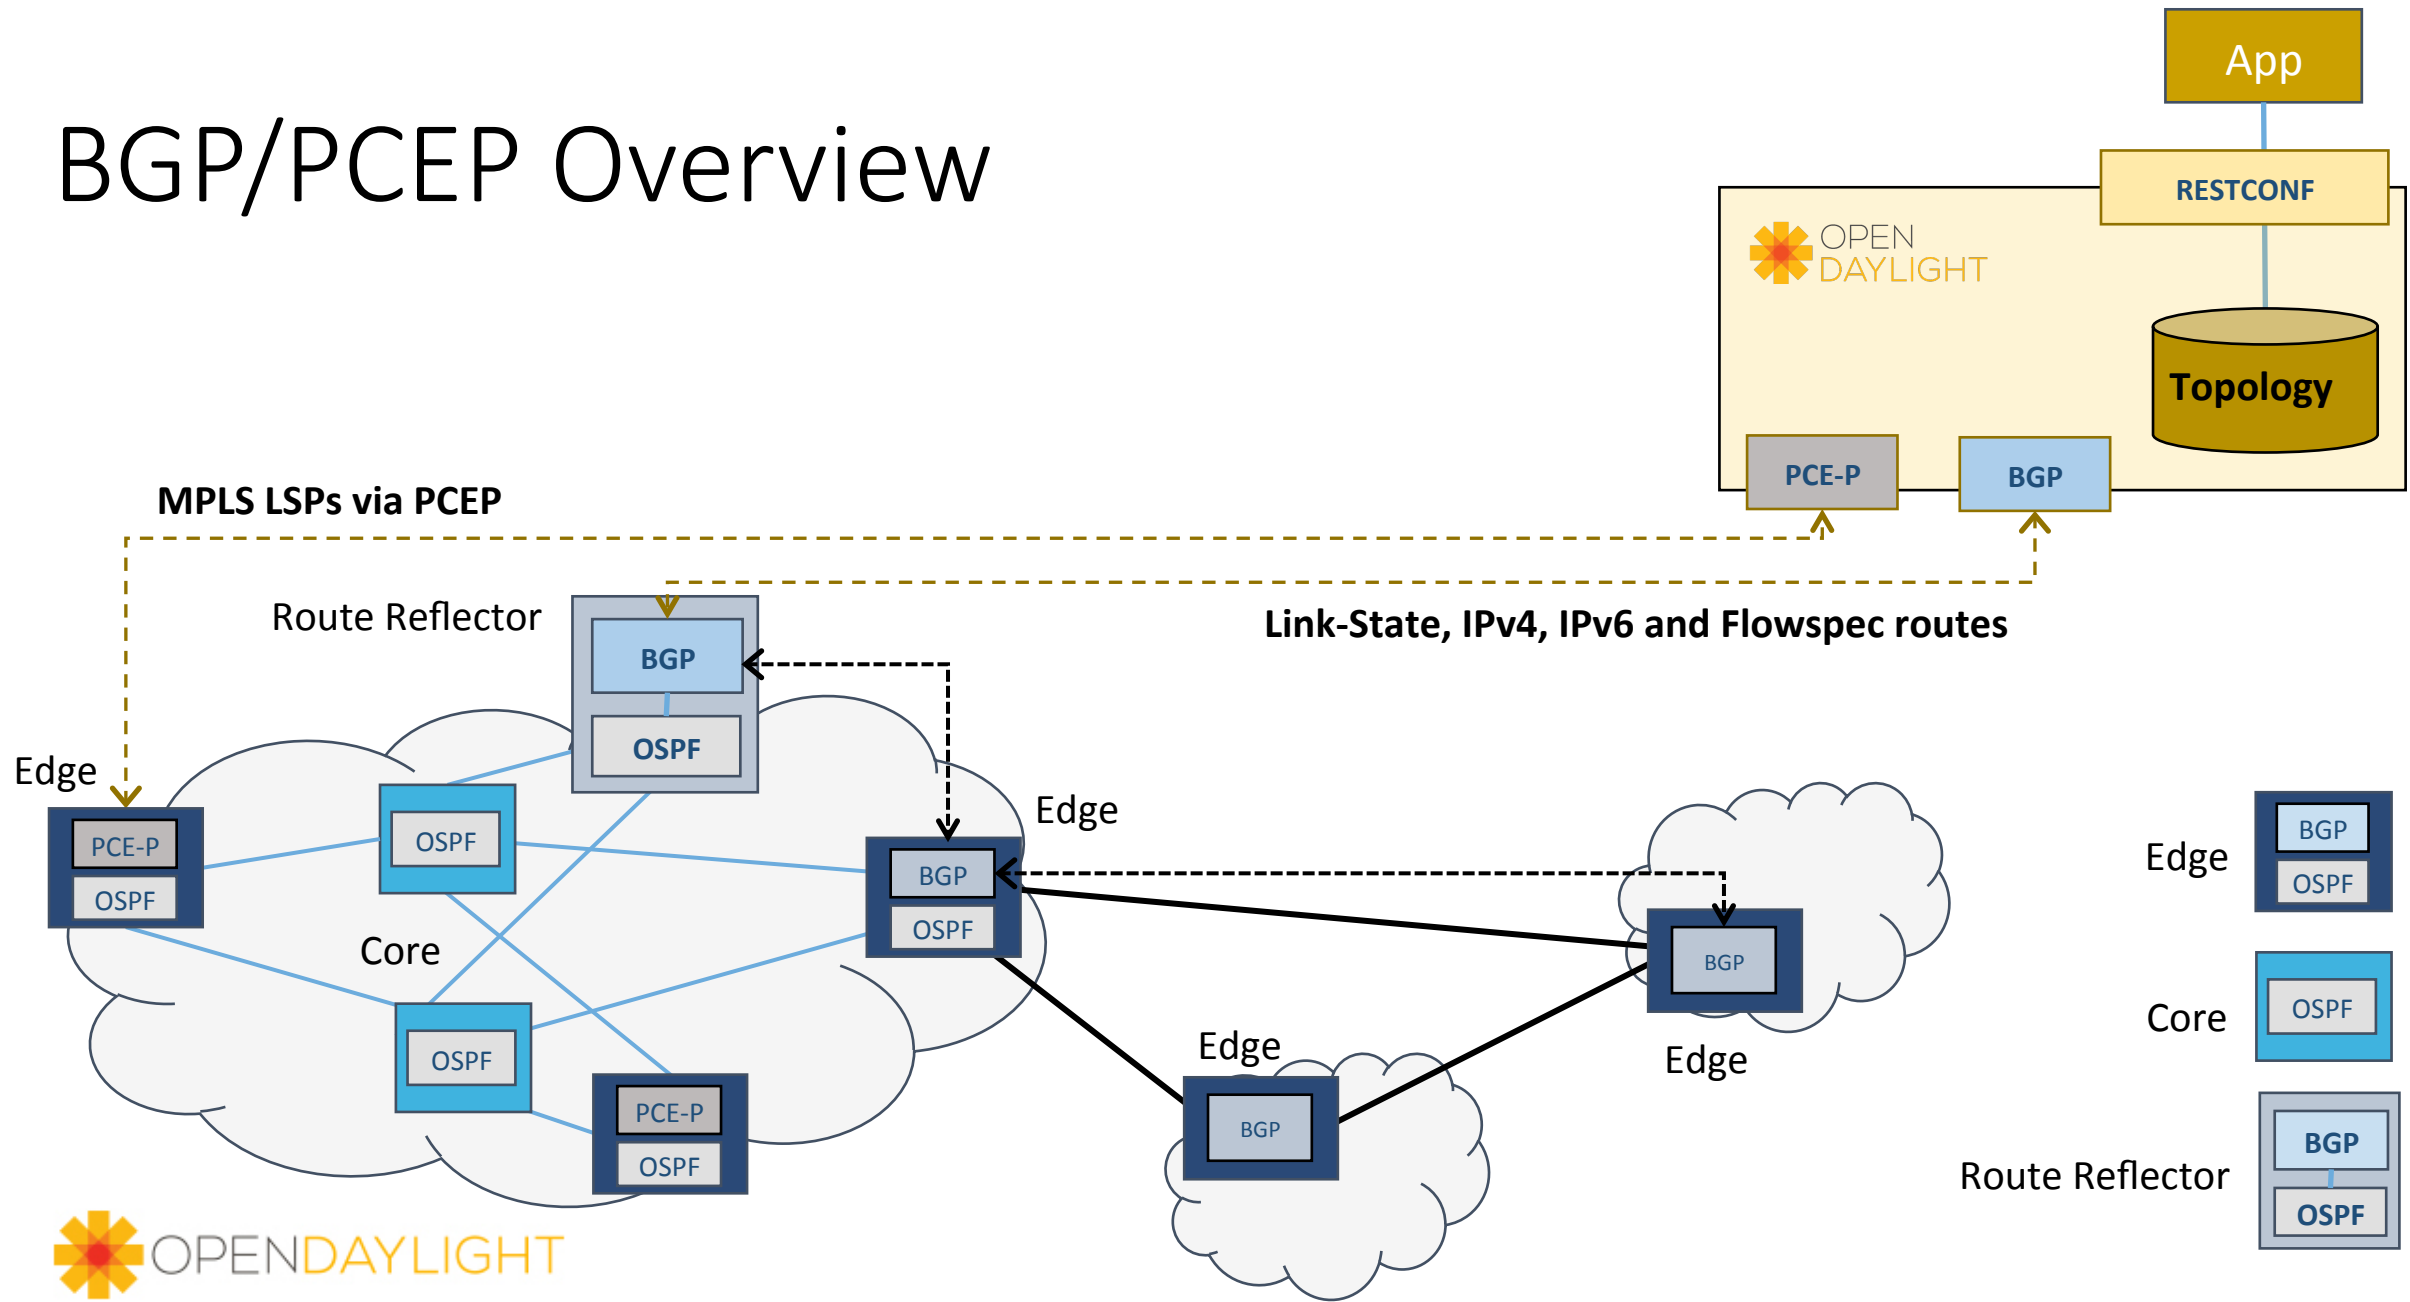 App
BGP/PCEP Overview
RESTCONF
OPEN
DAYLIGHT
Topology
PCE-P
BGP
MPLS LSPs via PCEP
Route Reflector
Link-State, IPv4, IPv6 and Flowspec routes
BGP
OSPF
Edge
PCE-P
OSPF
OSPF
Core
OSPF
PCE-P
OSPF
Edge
BGP
OSPF
Edge
BGP
BGP
Edge
Edge
BGP
OSPF
Core
OSPF
Route Reflector
BGP
OSPF
OPENDAYLIGHT